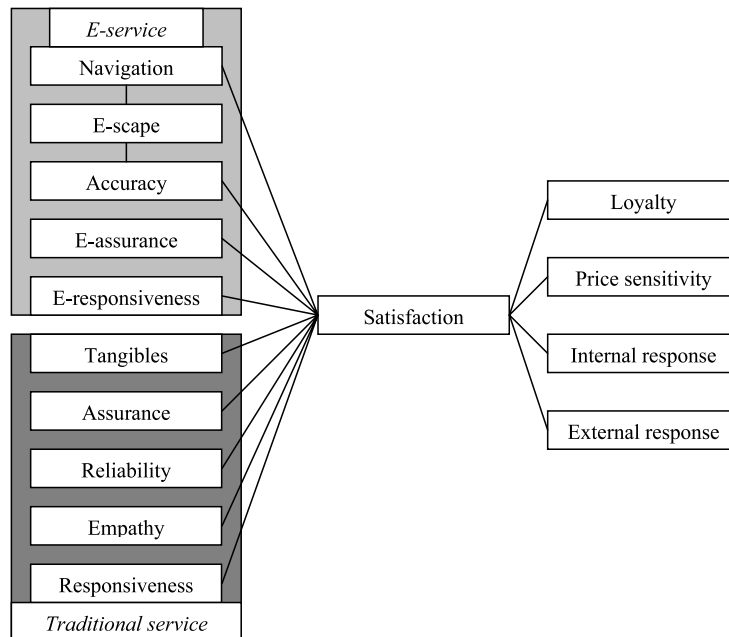 E-service
Navigation
E-scape
Accuracy
E-assurance
E-responsiveness
Tangibles
Assurance
Reliability
Empathy
Responsiveness
Traditional service
Satisfaction
Loyalty
Price sensitivity
Internal response
External response